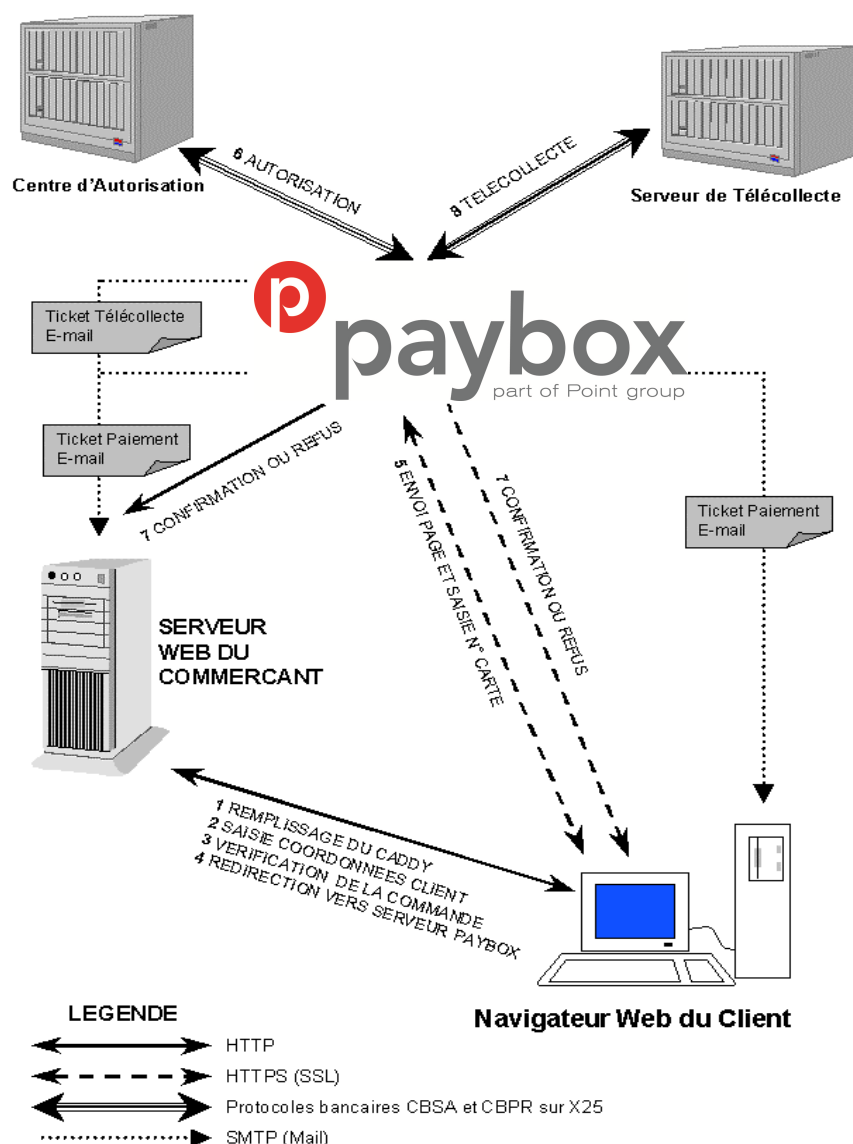 Centre d'Autorisation
Serveur de Télécollecte
6 AUTORISATION
8 TELECOLLECTE
Ticket Télécollecte
E-mail
p
paybox
part of Point group
Ticket Paiement
E-mail
7 CONFIRMATION OU REFUS
5 ENVOI PAGE ET SAISIE N° CARTE
7 CONFIRMATION OU REFUS
Ticket Paiement
E-mail
SERVEUR
WEB DU
COMMERCANT
1 REMPLISSAGE DU CADDY
2 SAISIE COORDONNEES CLIENT
3 VERIFICATION DE LA COMMANDE
4 REDIRECTION VERS SERVEUR PAYBOX
Navigateur Web du Client
LEGENDE
HTTP
HTTPS (SSL)
Protocoles bancaires CBSA et CBPR sur X25
SMTP (Mail)